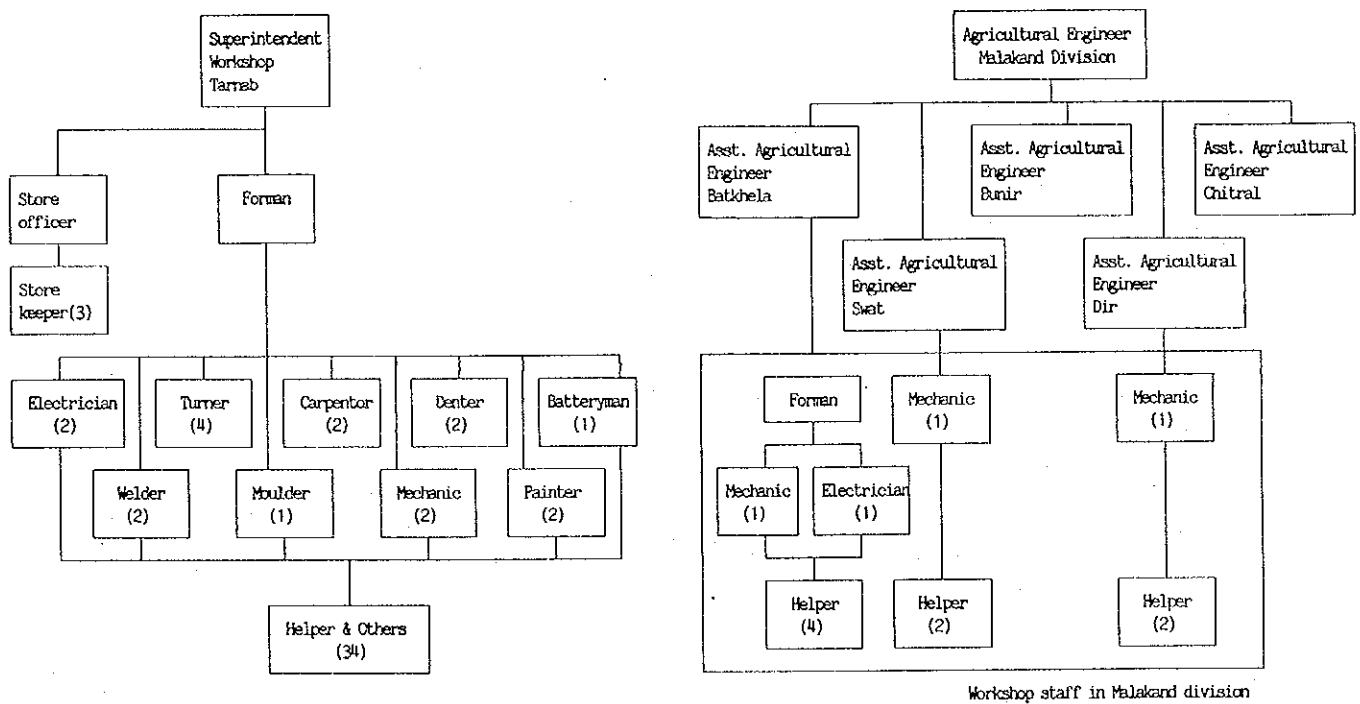 Superintendent
Workshop
Tarnab
Store
officer
Forman
Store
keeper(3)
Electrician
(2)
Turner
(4)
Carpentor
(2)
Denter
(2)
Batteryman
(1)
Welder
(2)
Moulder
(1)
Mechanic
(2)
Painter
(2)
Helper & Others
(34)
Agricultural Engineer
Malakand Division
Asst. Agricultural
Engineer
Batkhela
Asst. Agricultural
Engineer
Bunir
Asst. Agricultural
Engineer
Chitral
Asst. Agricultural
Engineer
Swat
Asst. Agricultural
Engineer
Dir
Forman
Mechanic
(1)
Mechanic
(1)
Mechanic
(1)
Electrician
(1)
Helper
(4)
Helper
(2)
Helper
(2)
Workshop staff in Malakand division